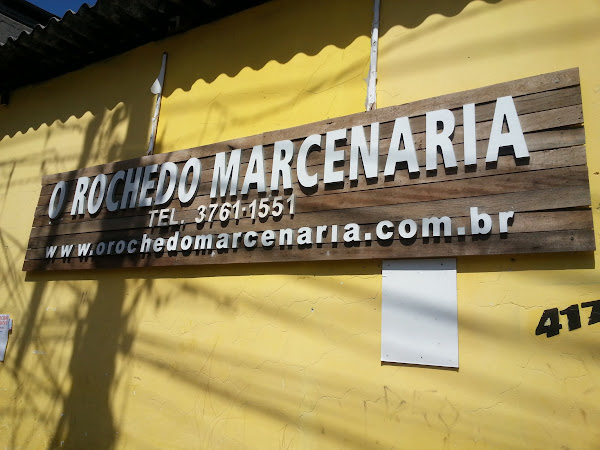 O ROCHEDO MARCENARIA
TEL. 3761-1551
www.orochedomarcenaria.com.br
417